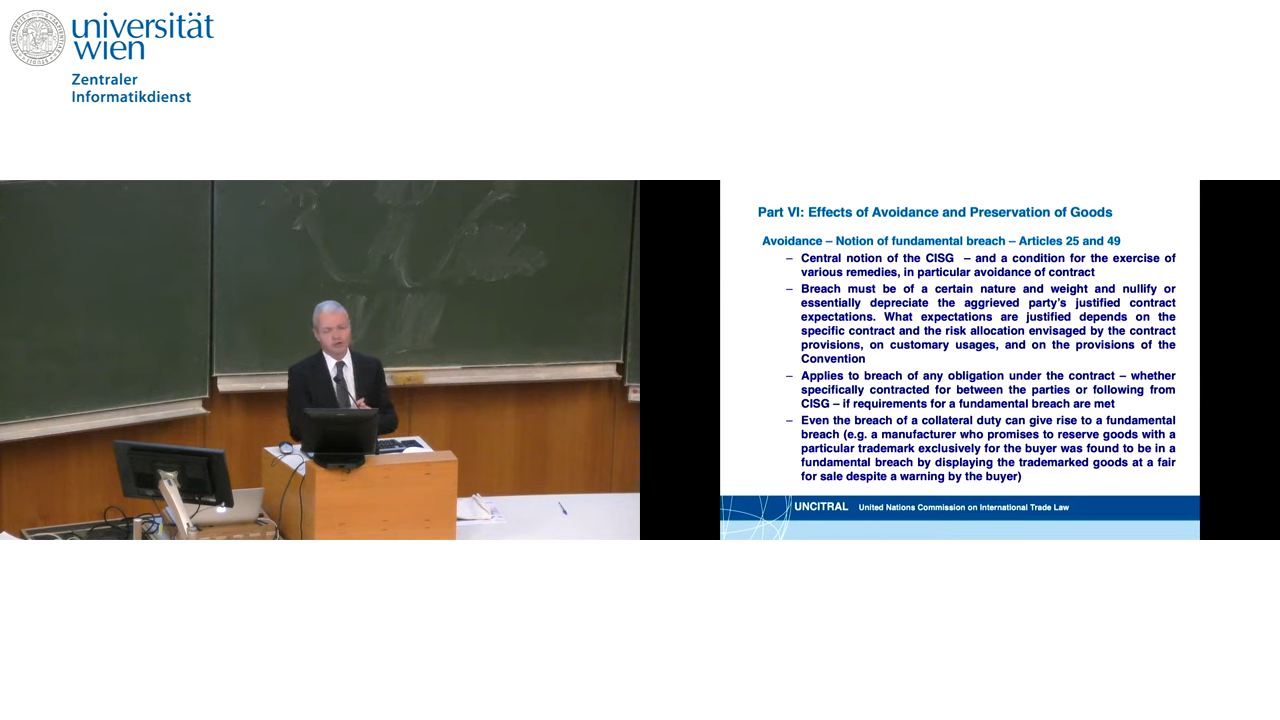 universität
wien
Zentraler
Informatikdienst
Part VI: Effects of Avoidance and Preservation of Goods
Avoidance – Notion of fundamental breach – Articles 25 and 49
– Central notion of the CISG – and a condition for the exercise of
various remedies, in particular avoidance of contract
– Breach must be of a certain nature and weight and nullify or
essentially depreciate the aggrieved party's justified contract
expectations. What expectations are justified depends on the
specific contract and the risk allocation envisaged by the contract
provisions, on customary usages, and on the provisions of the
Convention
– Applies to breach of any obligation under the contract – whether
specifically contracted for between the parties or following from
CISG – if requirements for a fundamental breach are met
– Even the breach of a collateral duty can give rise to a fundamental
breach (e.g. a manufacturer who promises to reserve goods with a
particular trademark exclusively for the buyer was found to be in a
fundamental breach by displaying the trademarked goods at a fair
for sale despite a warning by the buyer)
UNCITRAL United Nations Commission on International Trade Law